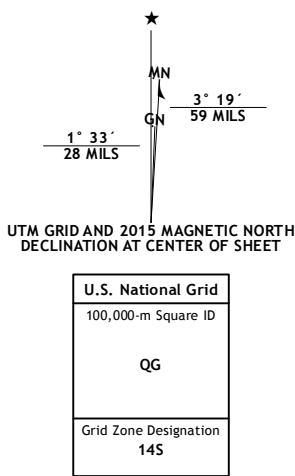 ★
MN
GN
3° 19´
59 MILS
1° 33´
28 MILS
UTM GRID AND 2015 MAGNETIC NORTH
DECLINATION AT CENTER OF SHEET
U.S. National Grid
100,000-m Square ID
QG
Grid Zone Designation
14S